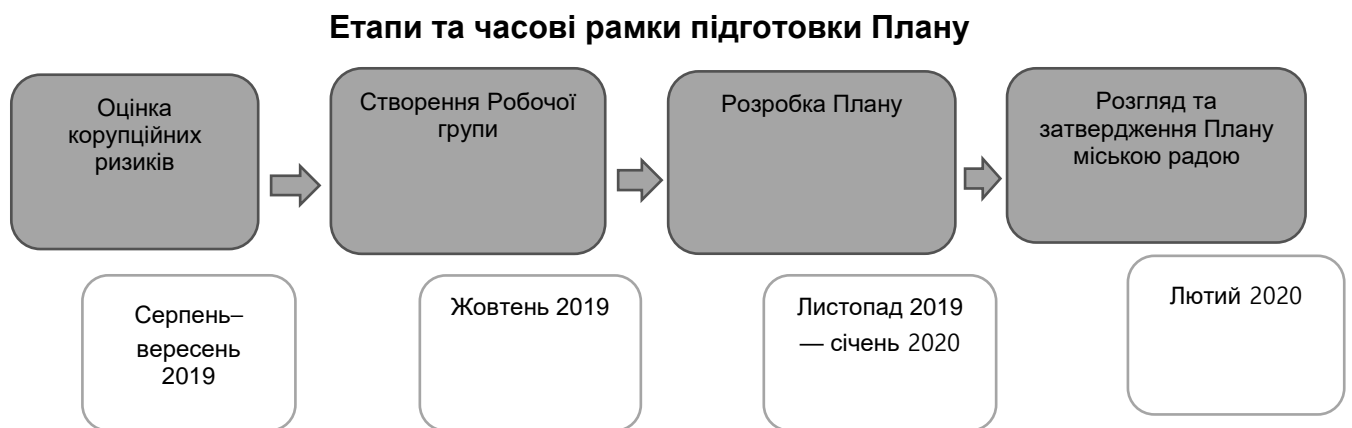 Етапи та часові рамки підготовки Плану
Оцінка
корупційних
ризиків
Створення Робочої
групи
Розробка Плану
Розгляд та
затвердження Плану
міською радою
Серпень–
вересень
2019
Жовтень 2019
Листопад 2019
— січень 2020
Лютий 2020